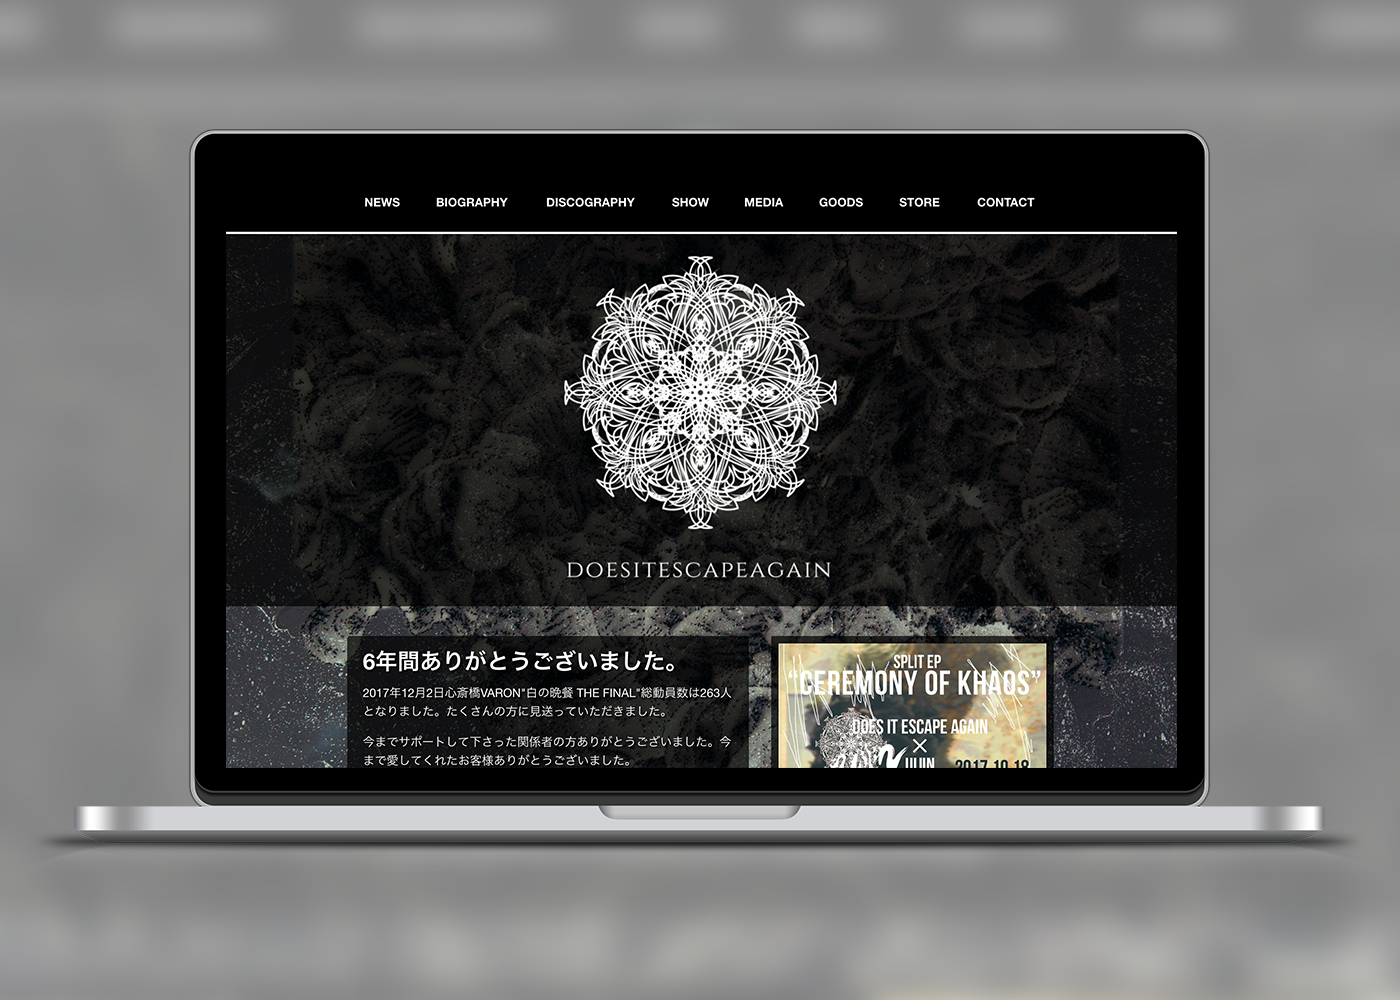 NEWS BIOGRAPHY DISCOGRAPHY SHOW MEDIA GOODS STORE CONTACT
DOESITESCAPEAGAIN
6年間ありがとうございました。
2017年12月2日心斎橋VARON"白の晩餐 THE FINAL"総動員数は263人
となりました。たくさんの方に見送っていただきました。
今までサポートして下さった関係者の方ありがとうございました。今
まで愛してくれたお客様ありがとうございました。
SPLIT EP
“CEREMONY OF KHAOS”
DOES IT ESCAPE AGAIN
×
2017.10.18